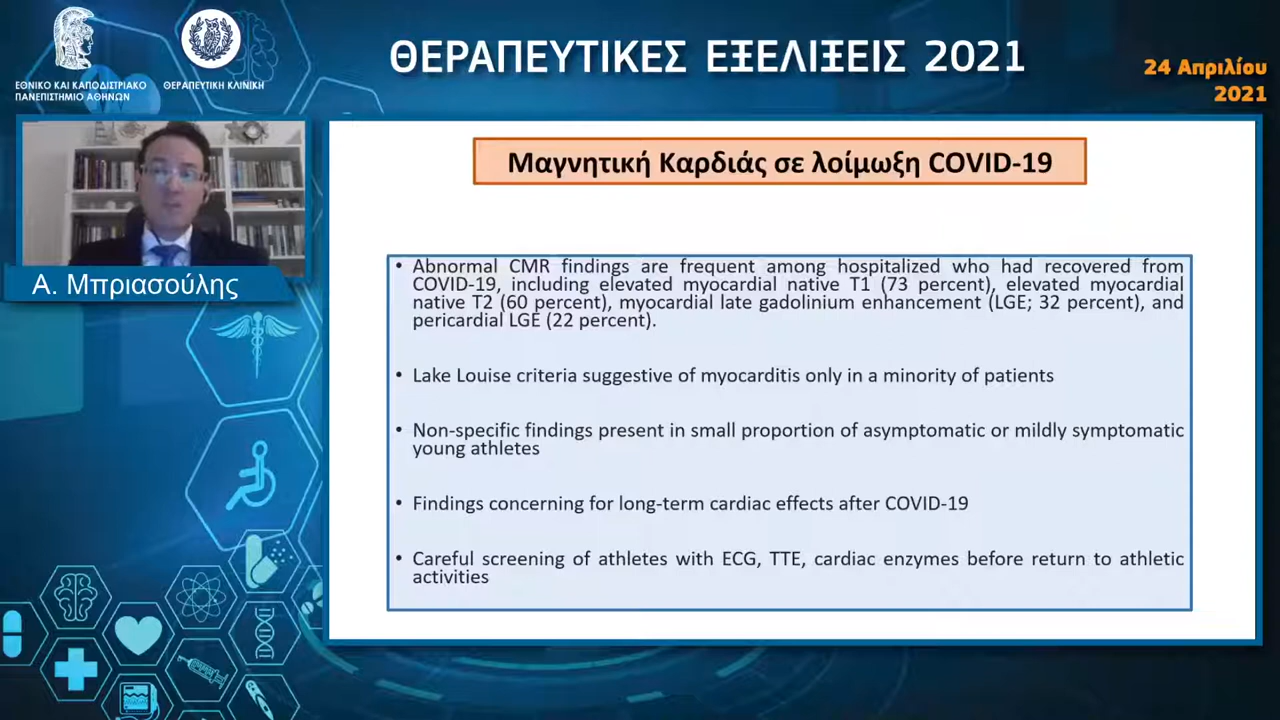 ΕΘΝΙΚΟ ΚΑΙ ΚΑΠΟΔΙΣΤΡΙΑΚΟ
ΠΑΝΕΠΙΣΤΗΜΙΟ ΑΘΗΝΩΝ
ΘΕΡΑΠΕΥΤΙΚΗ ΚΛΙΝΙΚΗ
ΘΕΡΑΠΕΥΤΙΚΕΣ ΕΞΕΛΙΞΕΙΣ 2021
24 Απριλίου
2021
Α. Μπριασούλης
Μαγνητική Καρδιάς σε λοίμωξη COVID-19
• Abnormal CMR findings are frequent among hospitalized who had recovered from
COVID-19, including elevated myocardial native T1 (73 percent), elevated myocardial
native T2 (60 percent), myocardial late gadolinium enhancement (LGE; 32 percent), and
pericardial LGE (22 percent).
• Lake Louise criteria suggestive of myocarditis only in a minority of patients
• Non-specific findings present in small proportion of asymptomatic or mildly symptomatic
young athletes
• Findings concerning for long-term cardiac effects after COVID-19
• Careful screening of athletes with ECG, TTE, cardiac enzymes before return to athletic
activities